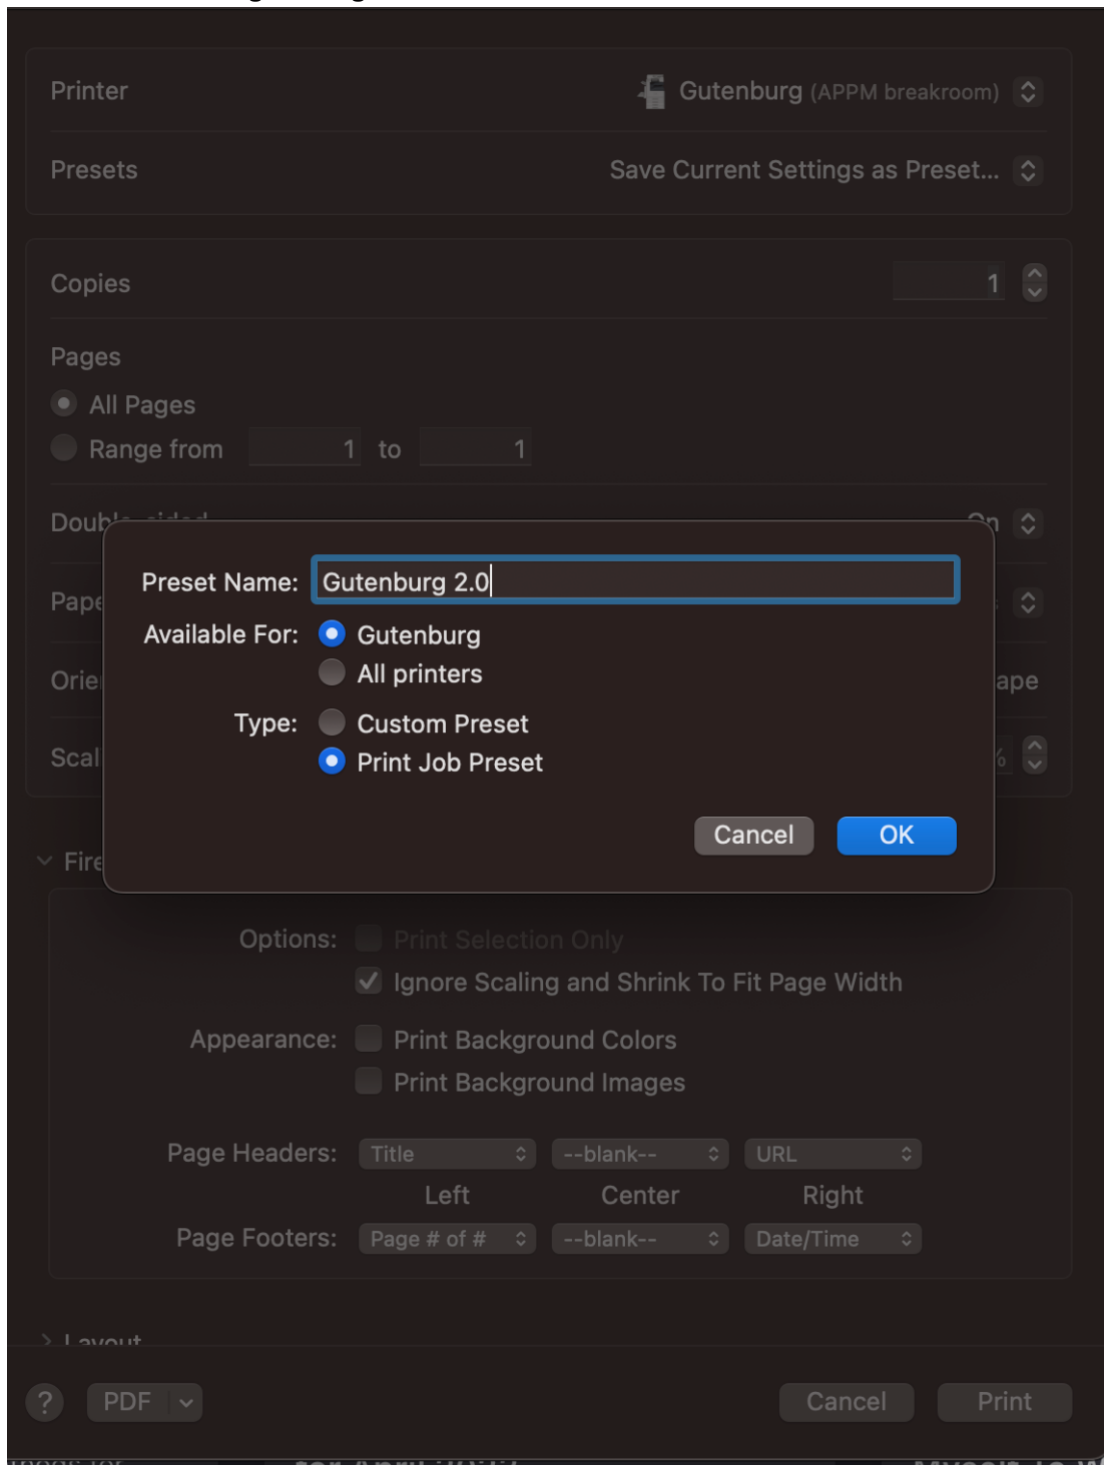 Printer Gutenburg (APPM breakroom)
Presets Save Current Settings as Preset...
Copies 1
Pages
All Pages
Range from 1 to 1
On
Preset Name: Gutenburg 2.0
Available For: Gutenburg
All printers
Type: Custom Preset
Print Job Preset
Cancel OK
Options: Print Selection Only
Ignore Scaling and Shrink To Fit Page Width
Appearance: Print Background Colors
Print Background Images
Page Headers: Title --blank-- URL
Left Center Right
Page Footers: Page # of # --blank-- Date/Time
Layout
? PDF Cancel Print